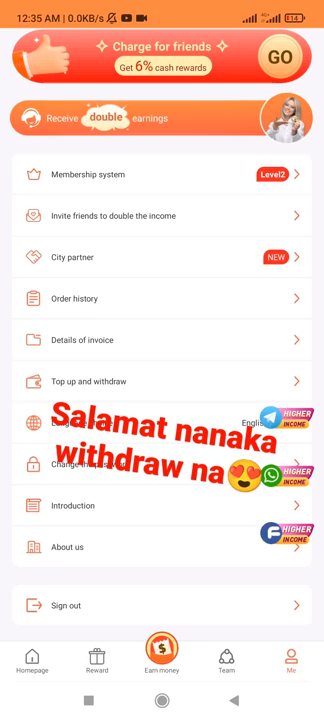 12:35 AM | 0.0KB/s
14
Charge for friends
Get 6% cash rewards
GO
Receive double earnings
Membership system
Level2
Invite friends to double the income
City partner
NEW
Order history
Details of invoice
Top up and withdraw
Salamat nanaka
withdraw na😍
HIGHER
INCOME
HIGHER
INCOME
Introduction
HIGHER
INCOME
About us
Sign out
Homepage
Reward
Earn money
Team
Me